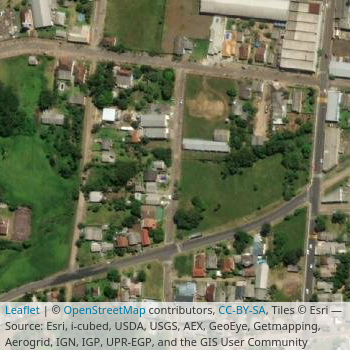 Leaflet | © OpenStreetMap contributors, CC-BY-SA, Tiles © Esri —
Source: Esri, i-cubed, USDA, USGS, AEX, GeoEye, Getmapping,
Aerogrid, IGN, IGP, UPR-EGP, and the GIS User Community